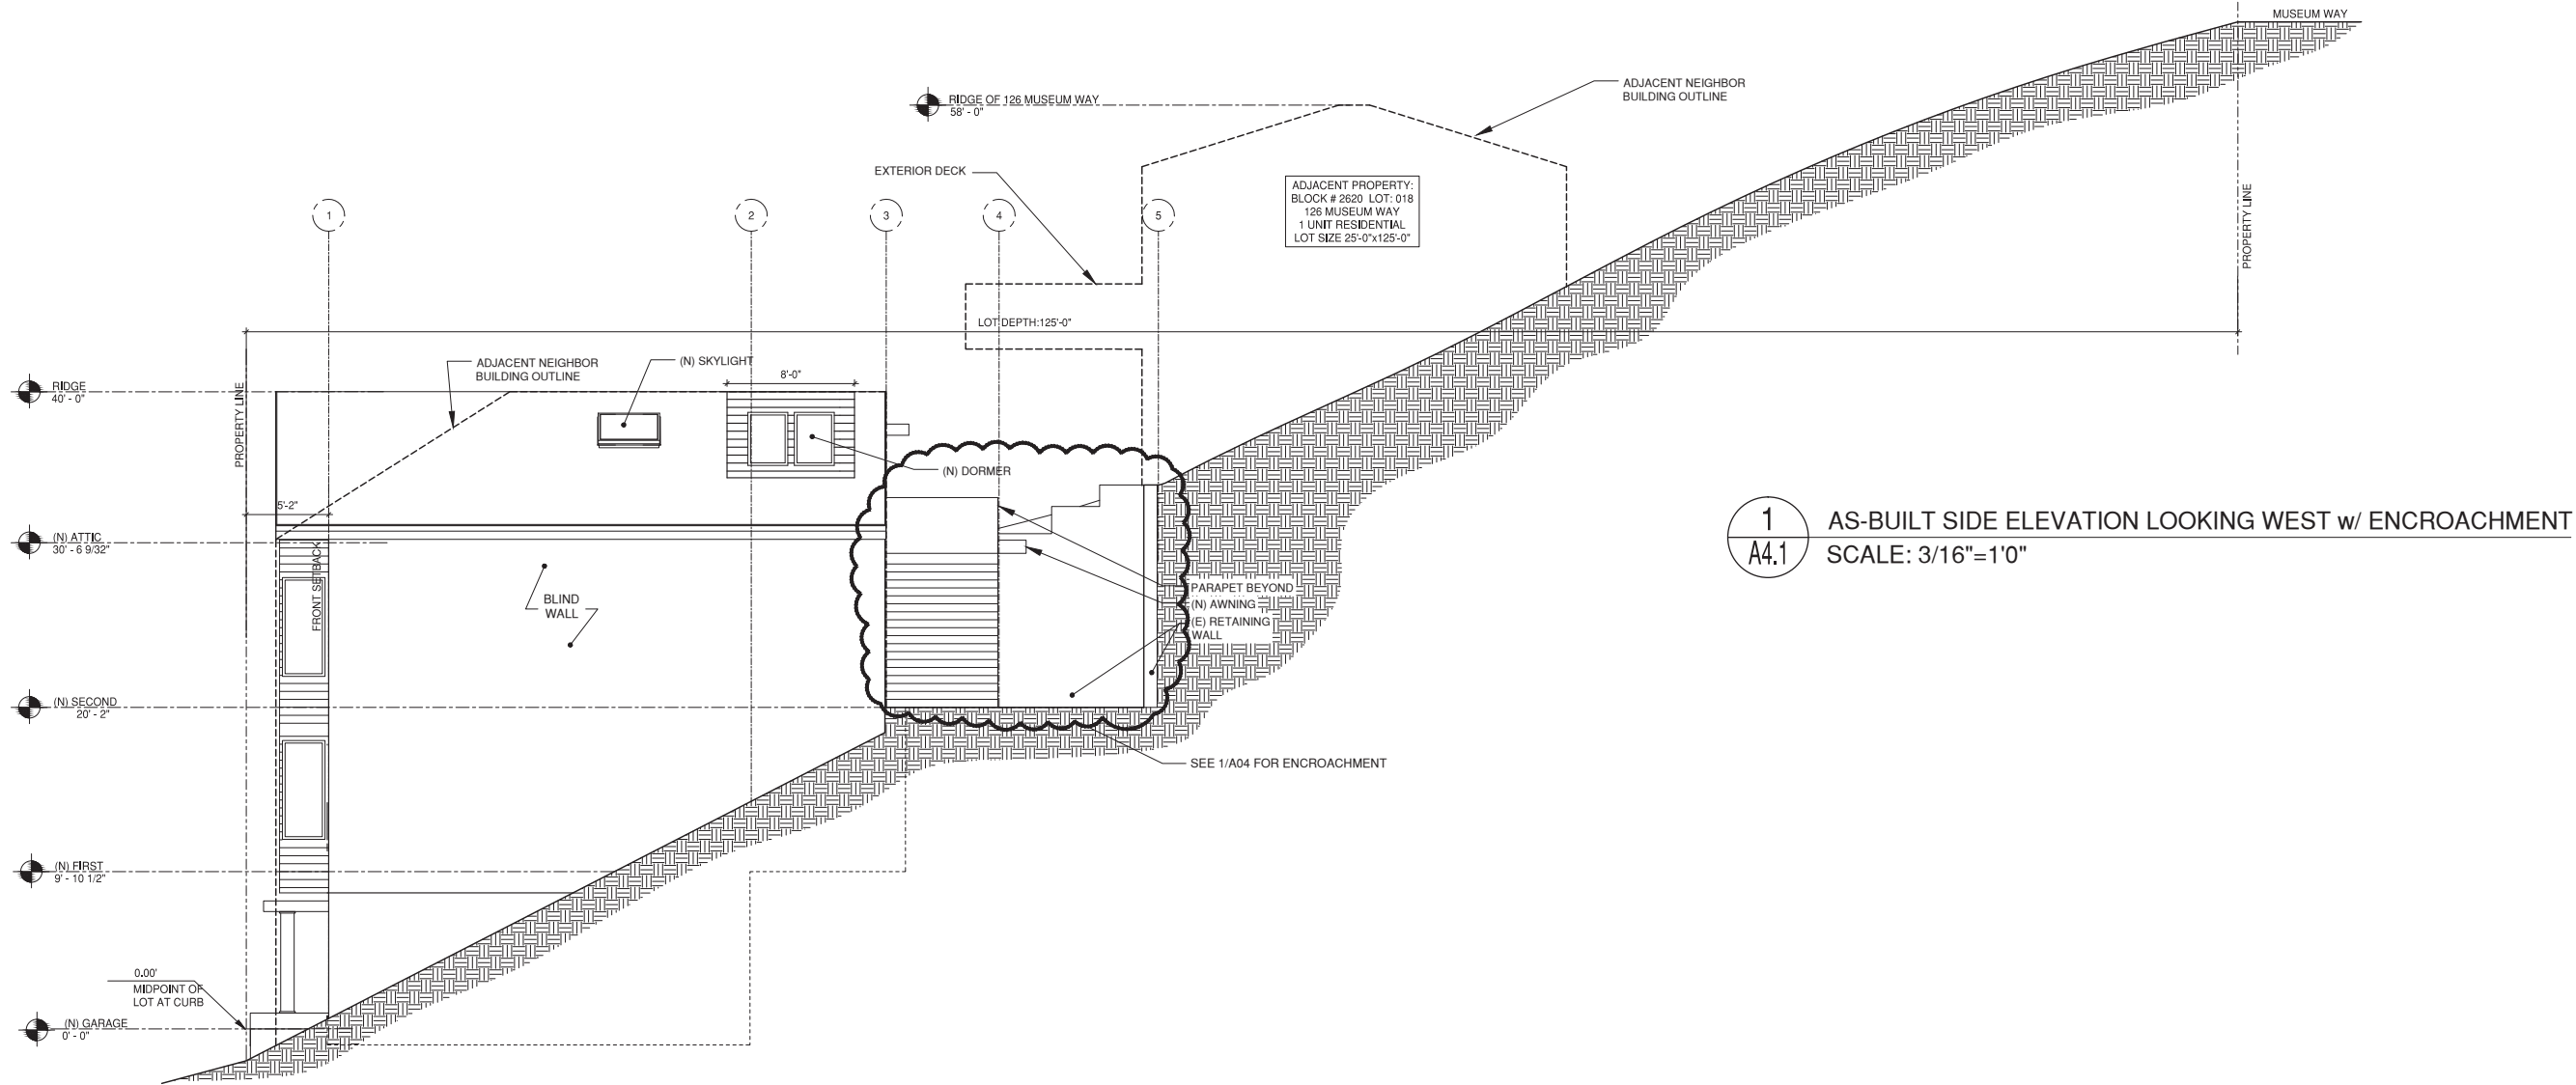 MUSEUM WAY
RIDGE OF 126 MUSEUM WAY
58' - 0"
ADJACENT NEIGHBOR
BUILDING OUTLINE
EXTERIOR DECK
ADJACENT PROPERTY:
BLOCK # 2620 LOT: 018
126 MUSEUM WAY
1 UNIT RESIDENTIAL
LOT SIZE 25'-0"x125'-0"
1
2
3
4
5
PROPERTY LINE
LOT DEPTH:125'-0"
ADJACENT NEIGHBOR
BUILDING OUTLINE
(N) SKYLIGHT
8'-0"
RIDGE
40' - 0"
PROPERTY LINE
(N) DORMER
5'-2"
(N) ATTIC
30' - 6 9/32"
FRONT SETBACK
BLIND
WALL
PARAPET BEYOND
(N) AWNING
(E) RETAINING
WALL
1
A4.1
AS-BUILT SIDE ELEVATION LOOKING WEST w/ ENCROACHMENT
SCALE: 3/16"=1'0"
(N) SECOND
20' - 2"
SEE 1/A04 FOR ENCROACHMENT
(N) FIRST
9' - 10 1/2"
0.00'
MIDPOINT OF
LOT AT CURB
(N) GARAGE
0' - 0"